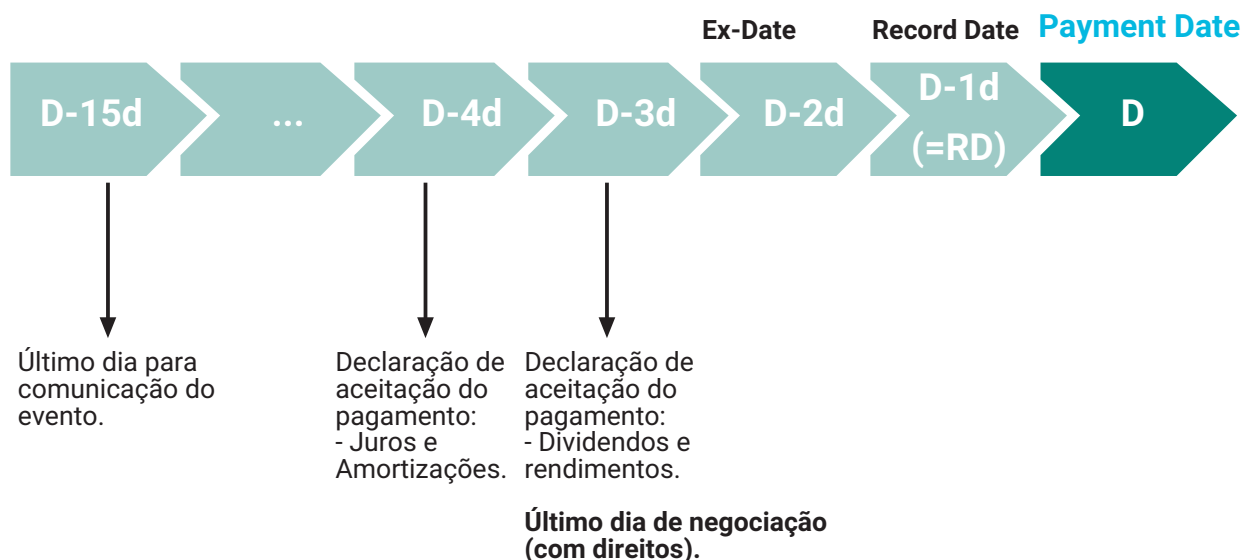 Ex-Date
Record Date
Payment Date
D-15d
...
D-4d
D-3d
D-2d
D-1d
(=RD)
D
Último dia para
comunicação do
evento.
Declaração de
aceitação do
pagamento:
- Juros e
Amortizações.
Declaração de
aceitação do
pagamento:
- Dividendos e
rendimentos.
Último dia de negociação
(com direitos).